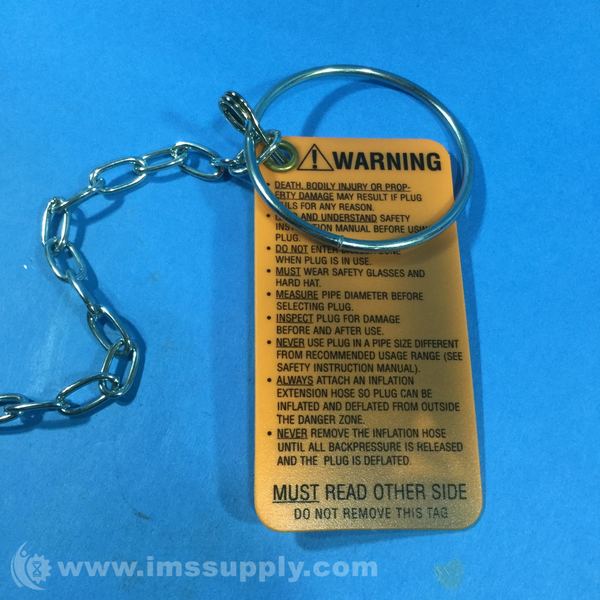 WARNING
• DEATH, BODILY INJURY OR PROP-
ERTY DAMAGE MAY RESULT IF PLUG
FOR ANY REASON.
AND UNDERSTAND SAFETY
MANUAL BEFORE
PLUG.
• DO NOT ENTER ZONE
WHEN PLUG IS IN USE.
• MUST WEAR SAFETY GLASSES AND
HARD HAT.
• MEASURE PIPE DIAMETER BEFORE
SELECTING PLUG.
• INSPECT PLUG FOR DAMAGE
BEFORE AND AFTER USE.
• NEVER USE PLUG IN A PIPE SIZE DIFFERENT
FROM RECOMMENDED USAGE RANGE (SEE
SAFETY INSTRUCTION MANUAL).
• ALWAYS ATTACH AN INFLATION
EXTENSION HOSE SO PLUG CAN BE
INFLATED AND DEFLATED FROM OUTSIDE
THE DANGER ZONE.
• NEVER REMOVE THE INFLATION HOSE
UNTIL ALL BACKPRESSURE IS RELEASED
AND THE PLUG IS DEFLATED.
MUST READ OTHER SIDE
DO NOT REMOVE THIS TAG
www.imssupply.com/